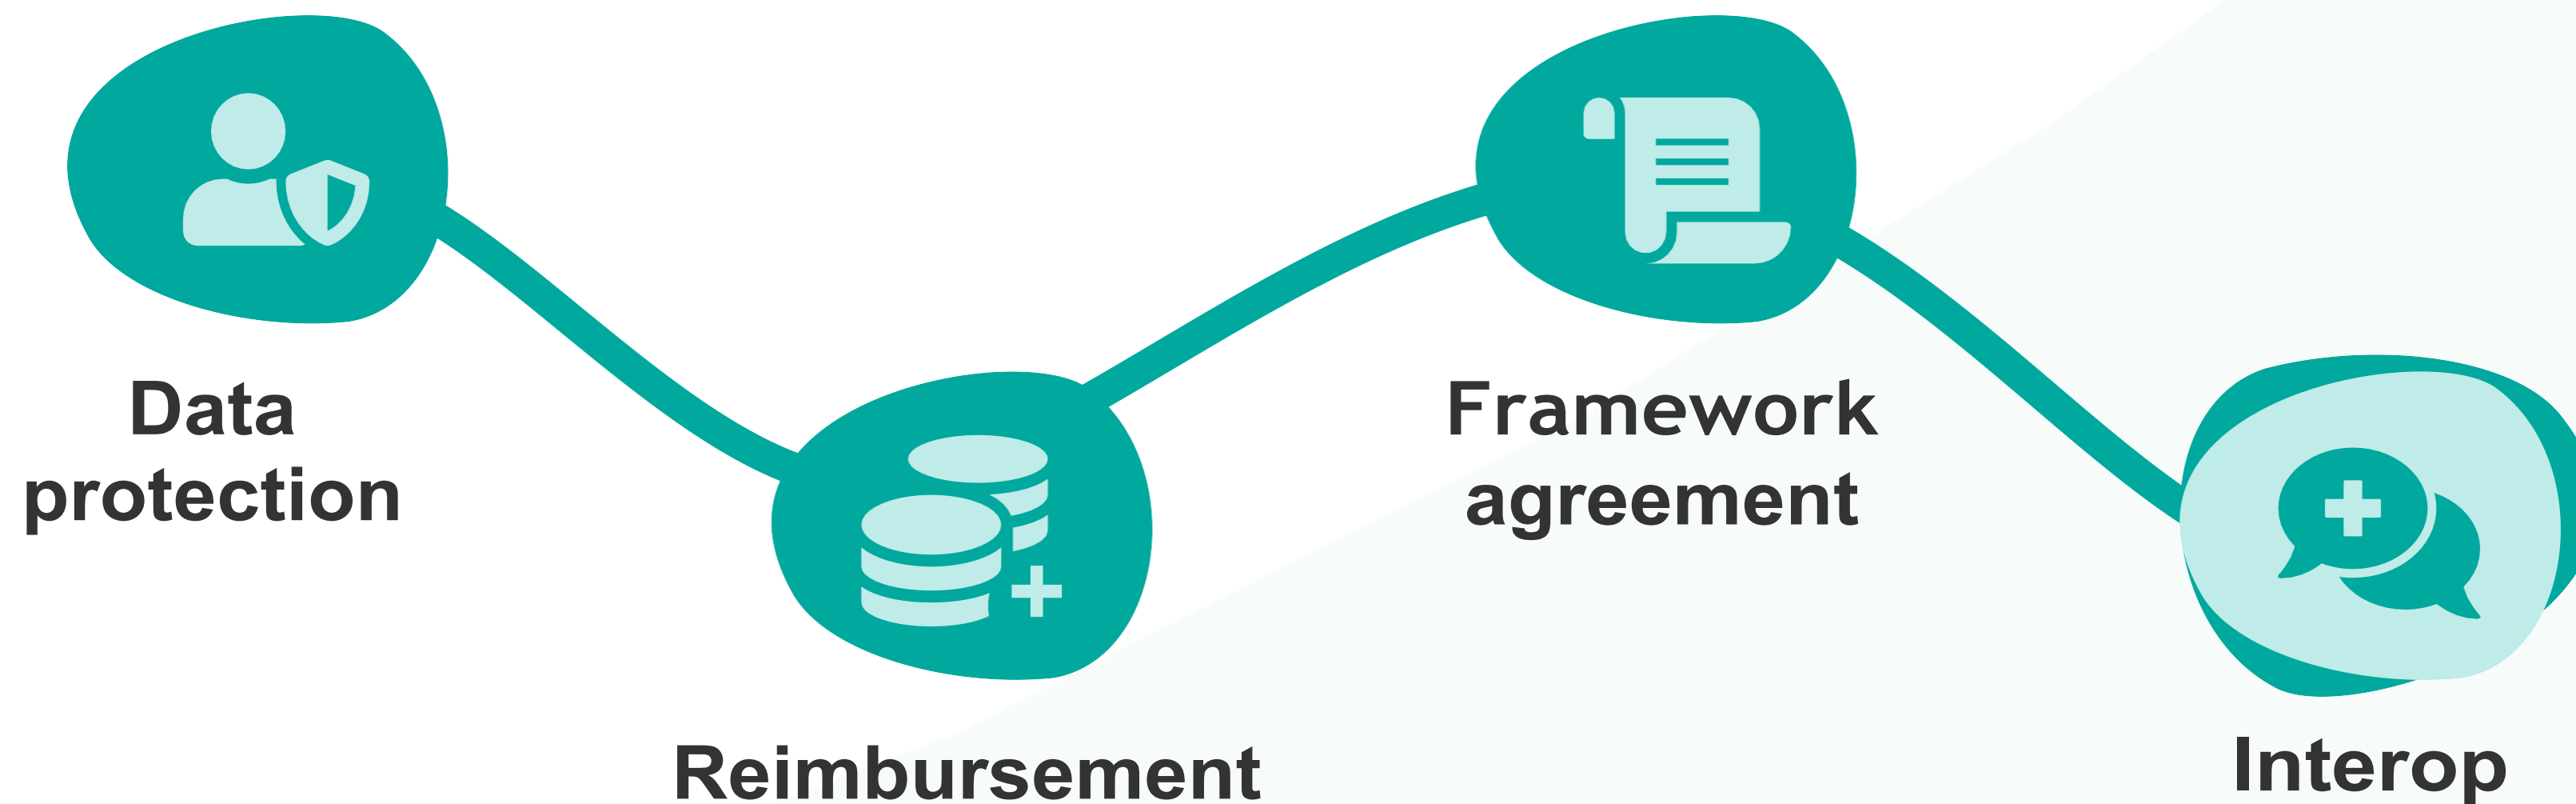 Data
protection
Reimbursement
Framework
agreement
Interop